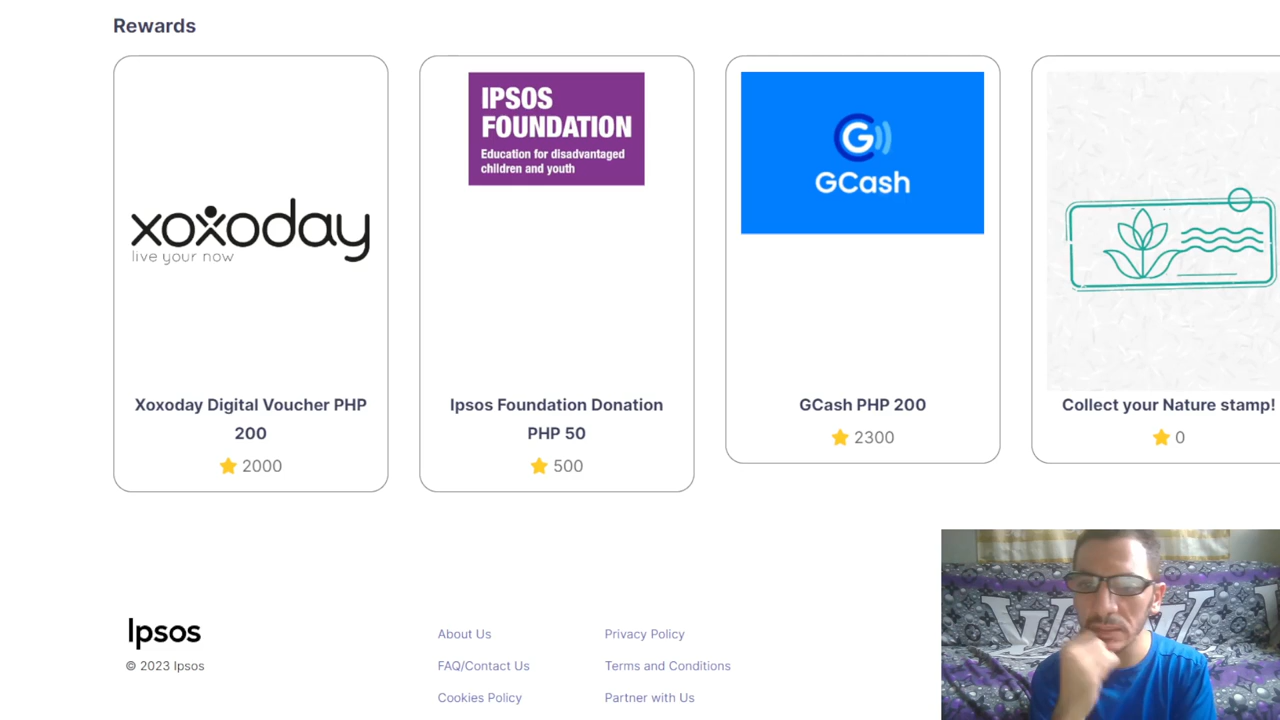 Rewards
xoxoday
live your now
Xoxoday Digital Voucher PHP
200
2000
IPSOS
FOUNDATION
Education for disadvantaged
children and youth
Ipsos Foundation Donation
PHP 50
500
G
GCash
GCash PHP 200
2300
Collect your Nature stamp!
0
Ipsos
© 2023 Ipsos
About Us
FAQ/Contact Us
Cookies Policy
Privacy Policy
Terms and Conditions
Partner with Us